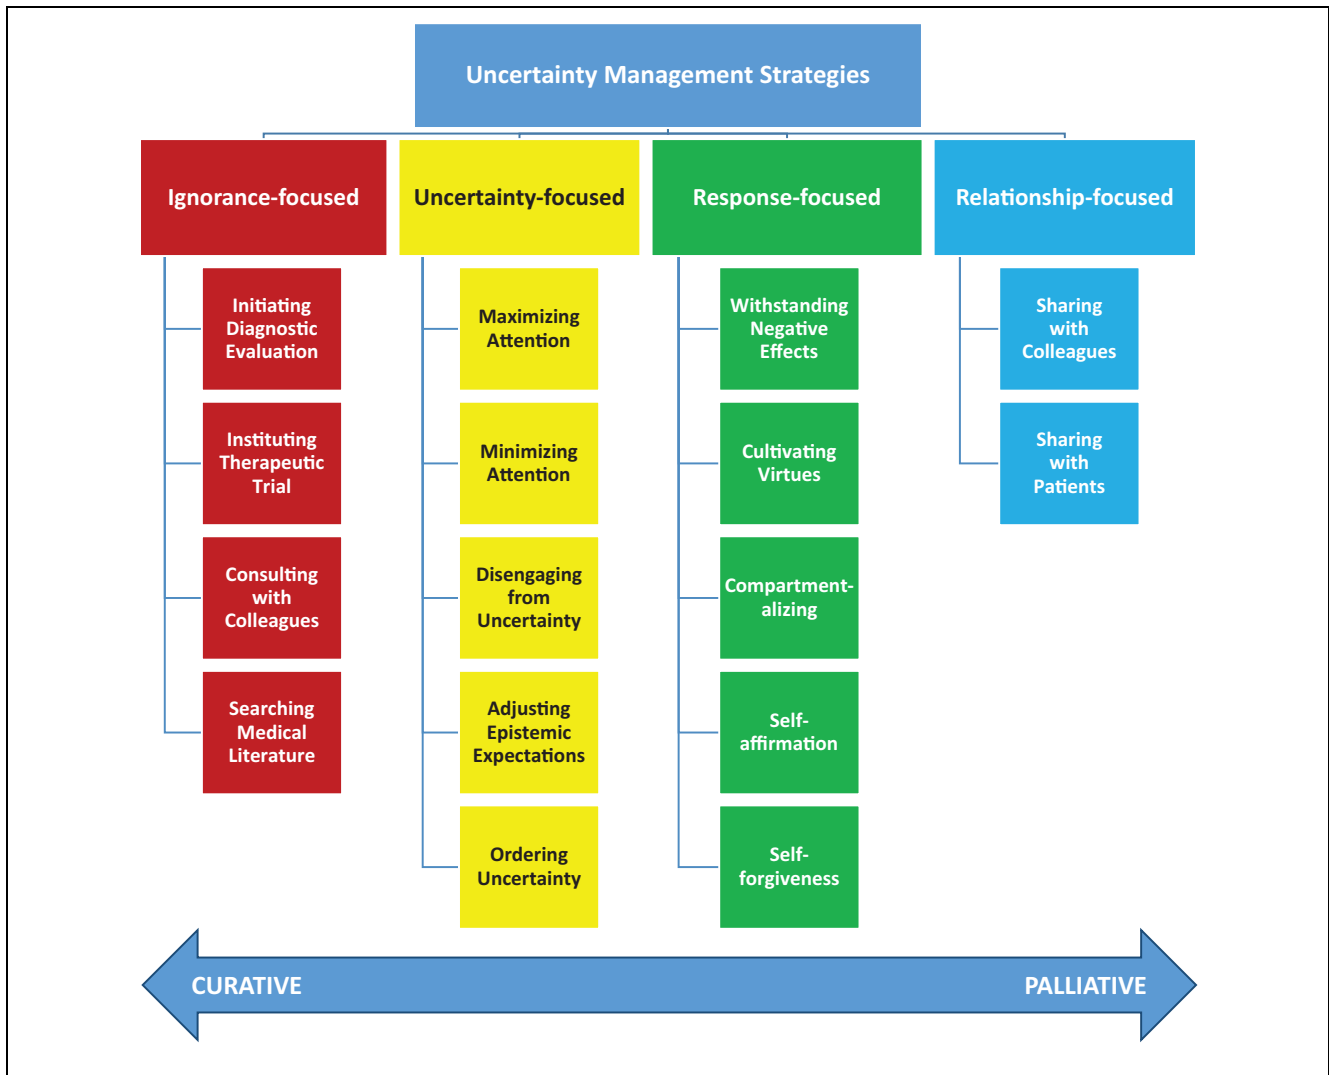 Uncertainty Management Strategies
Ignorance-focused
Uncertainty-focused
Response-focused
Relationship-focused
Initiating
Diagnostic
Evaluation
Instituting
Therapeutic
Trial
Consulting
with
Colleagues
Searching
Medical
Literature
Maximizing
Attention
Minimizing
Attention
Disengaging
from
Uncertainty
Adjusting
Epistemic
Expectations
Ordering
Uncertainty
Withstanding
Negative
Effects
Cultivating
Virtues
Compartment-
alizing
Self-
affirmation
Self-
forgiveness
Sharing
with
Colleagues
Sharing
with
Patients
CURATIVE
PALLIATIVE